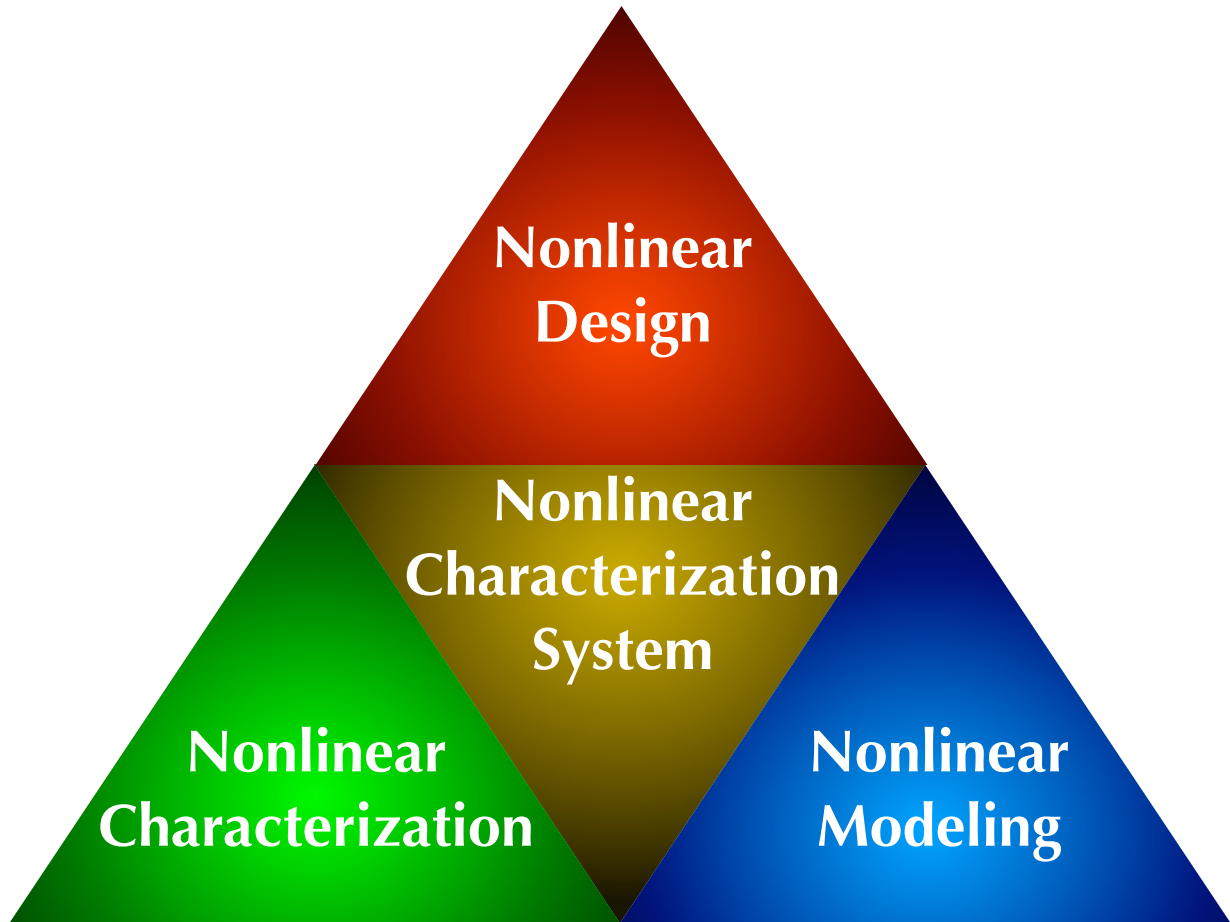 Nonlinear
Design
Nonlinear
Characterization
System
Nonlinear
Characterization
Nonlinear
Modeling